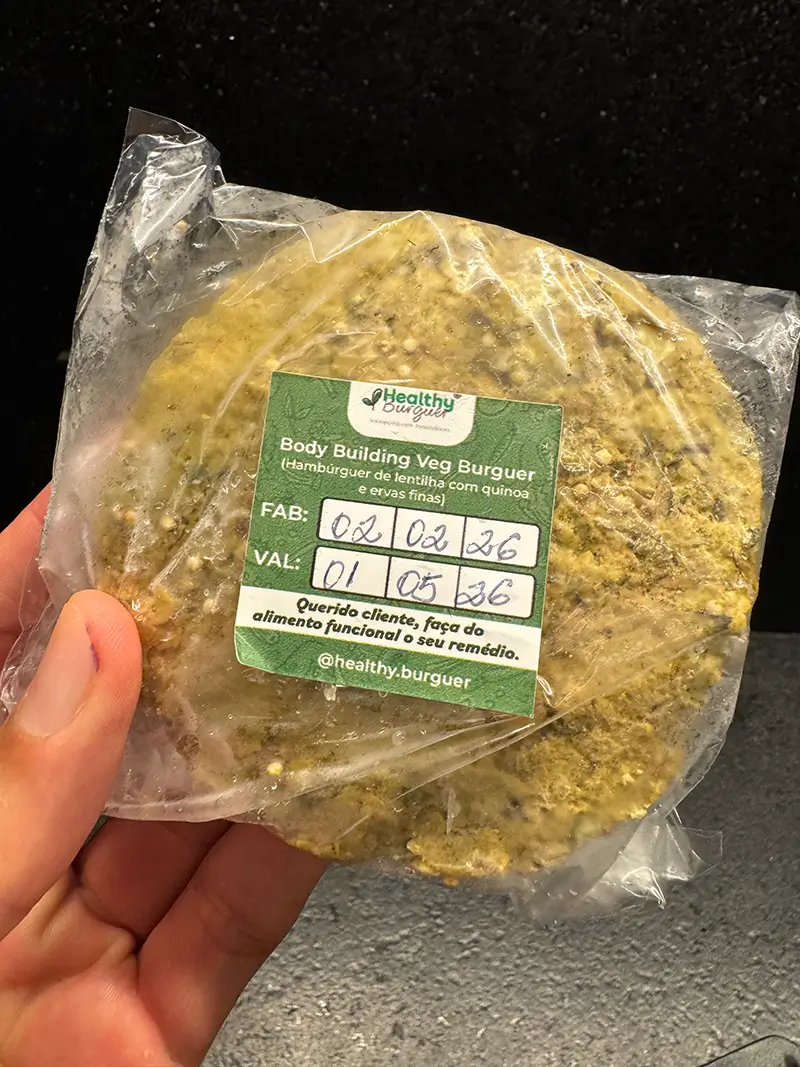 Healthy
Burguer
Body Building Veg Burguer
(Hambúrguer de lentilha com quinoa
e ervas finas)
FAB: 02 02 26
VAL: 01 05 26
Querido cliente, faça do
alimento funcional o seu remédio.
@healthy.burguer